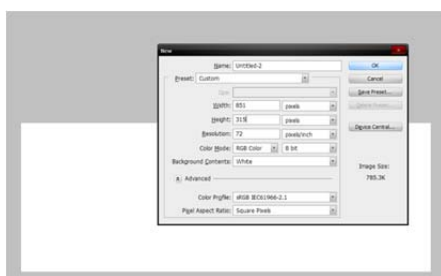 New
Name: Untitled-2
OK
Preset: Custom
Cancel
Size:
Save Preset...
Width: 851 pixels
Delete Preset...
Height: 315 pixels
Device Central...
Resolution: 72 pixels/inch
Color Mode: RGB Color 8 bit
Background Contents: White
Image Size:
785.3K
Advanced
Color Profile: sRGB IEC61966-2.1
Pixel Aspect Ratio: Square Pixels